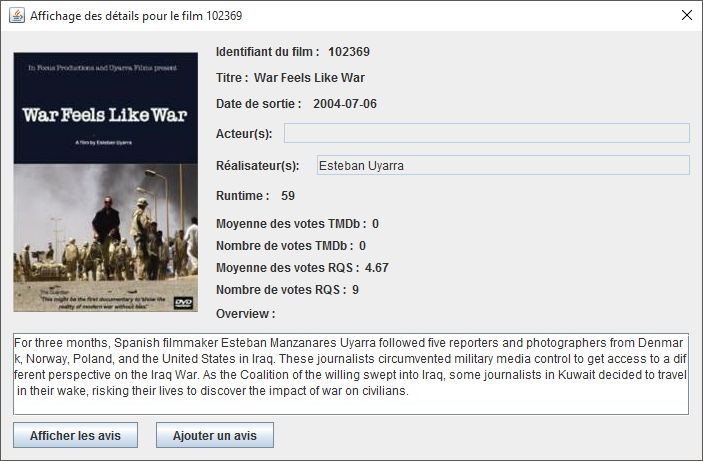 Affichage des détails pour le film 102369
In Focus Productions and Uyarra Films present
War Feels Like War
A film by Esteban Uyarra
The Guardian
"This might be the first documentary to show the
reality of modern war without bias."
DVD
Identifiant du film : 102369
Titre : War Feels Like War
Date de sortie : 2004-07-06
Acteur(s):
Réalisateur(s): Esteban Uyarra
Runtime : 59
Moyenne des votes TMDb : 0
Nombre de votes TMDb : 0
Moyenne des votes RQS : 4.67
Nombre de votes RQS : 9
Overview :
For three months, Spanish filmmaker Esteban Manzanares Uyarra followed five reporters and photographers from Denmar
k, Norway, Poland, and the United States in Iraq. These journalists circumvented military media control to get access to a dif
ferent perspective on the Iraq War. As the Coalition of the willing swept into Iraq, some journalists in Kuwait decided to travel
in their wake, risking their lives to discover the impact of war on civilians.
Afficher les avis Ajouter un avis